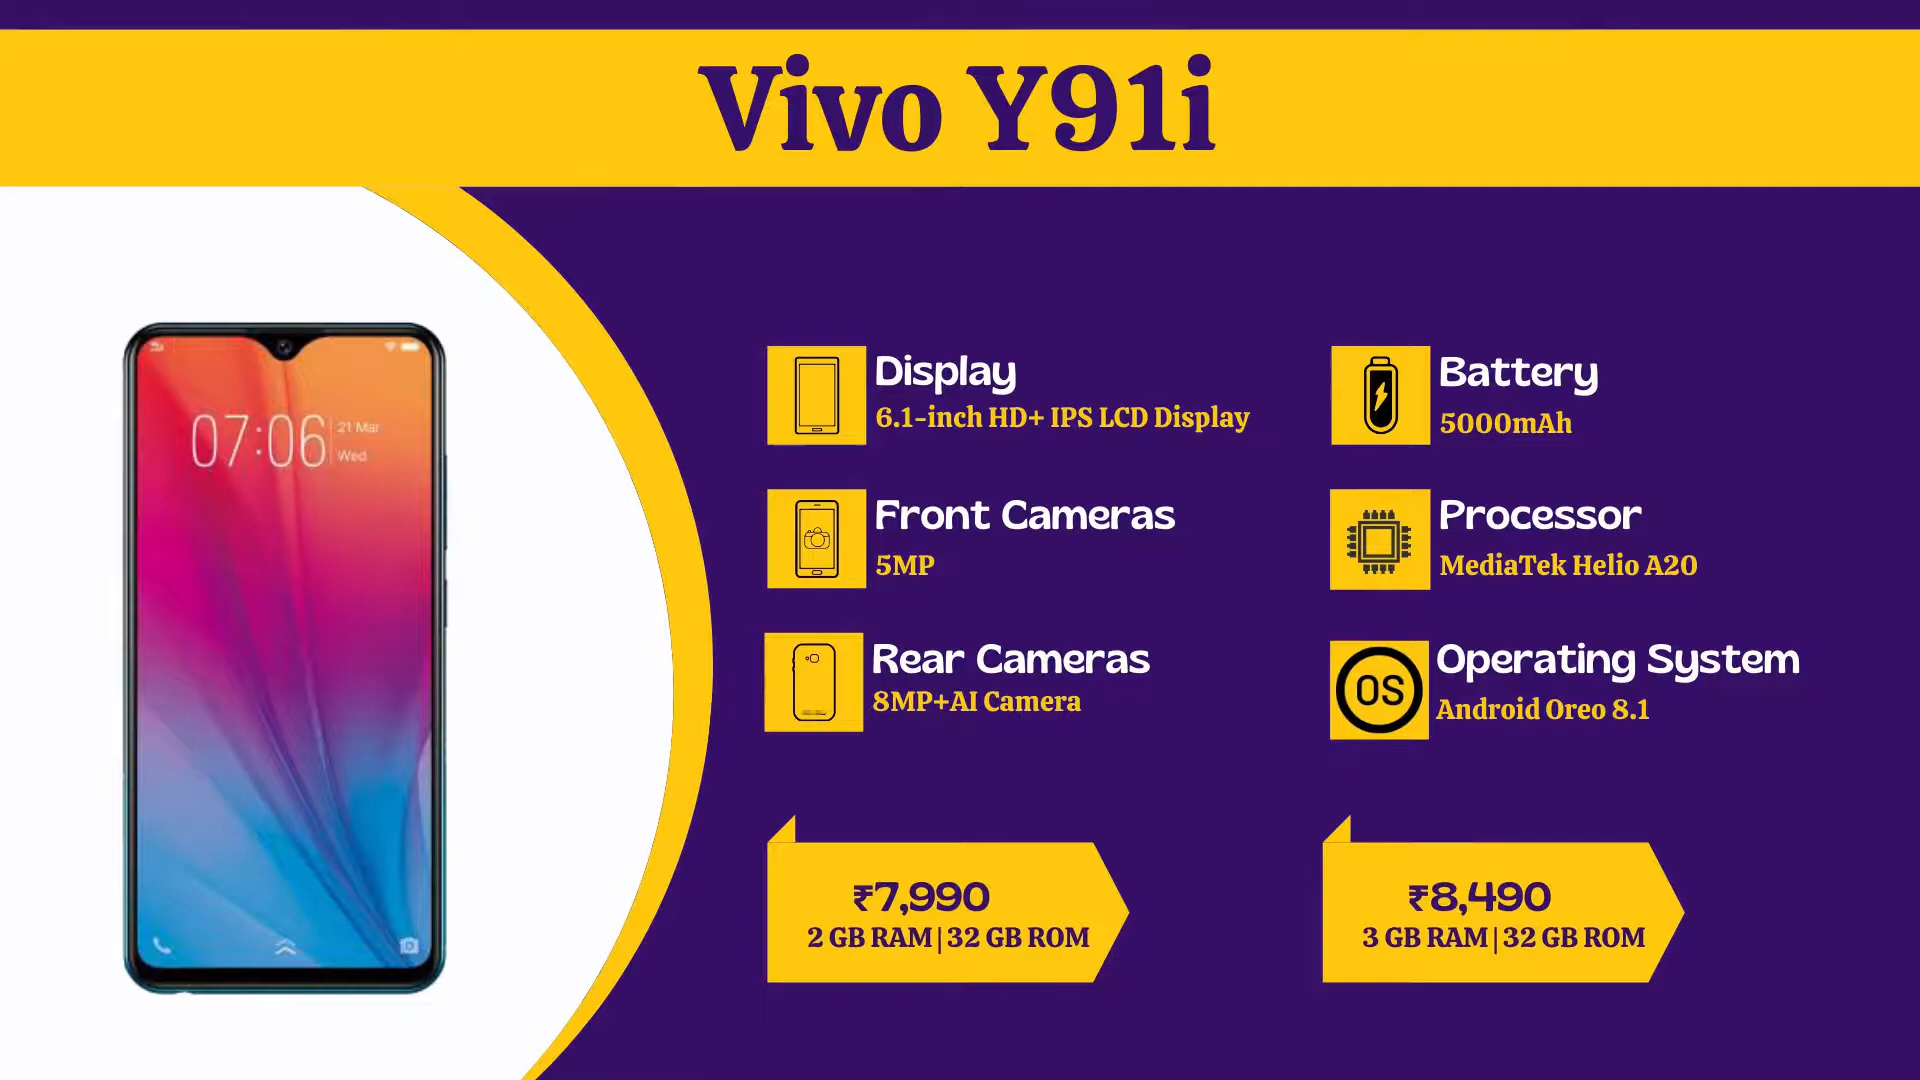 Vivo Y91i
07:06
21 Mar
Wed
Display
6.1-inch HD+ IPS LCD Display
Front Cameras
5MP
Rear Cameras
8MP+AI Camera
Battery
5000mAh
Processor
MediaTek Helio A20
OS
Operating System
Android Oreo 8.1
₹7,990
2 GB RAM|32 GB ROM
₹8,490
3 GB RAM|32 GB ROM